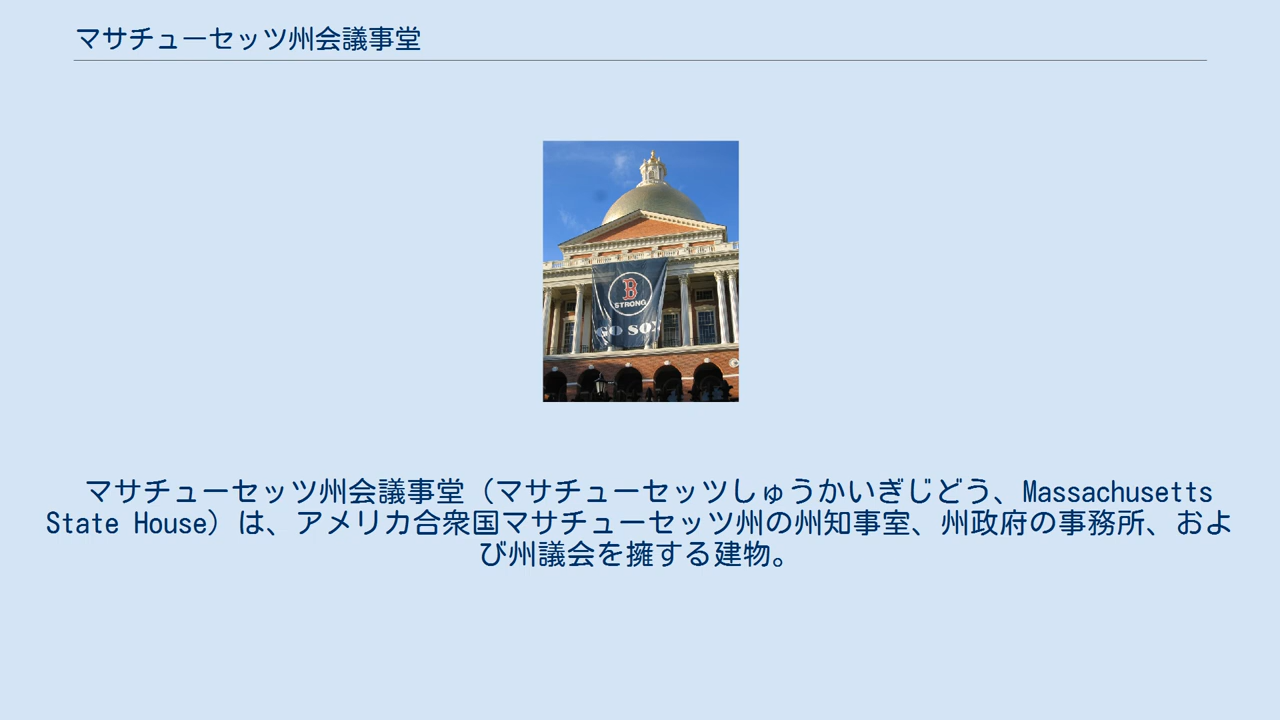 マサチューセッツ州会議事堂
B
STRONG
GO SO
マサチューセッツ州会議事堂（マサチューセッツしゅうかいぎじどう、Massachusetts
State House）は、アメリカ合衆国マサチューセッツ州の州知事室、州政府の事務所、およ
び州議会を擁する建物。